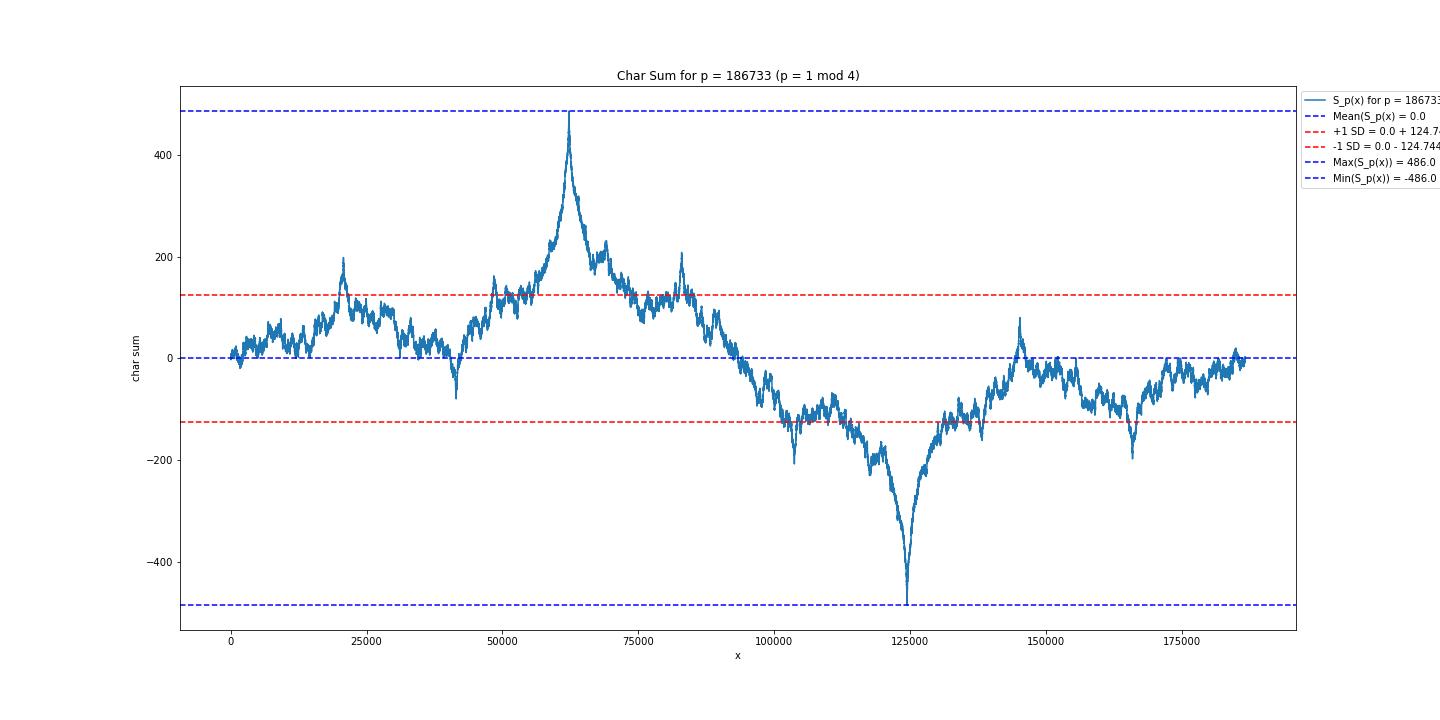 Char Sum for p = 186733 (p = 1 mod 4)
S_p(x) for p = 186733
Mean(S_p(x) = 0.0
+1 SD = 0.0 + 124.74
-1 SD = 0.0 - 124.744
Max(S_p(x)) = 486.0
Min(S_p(x)) = -486.0
400
200
0
−200
−400
char sum
0 25000 50000 75000 100000 125000 150000 175000
x